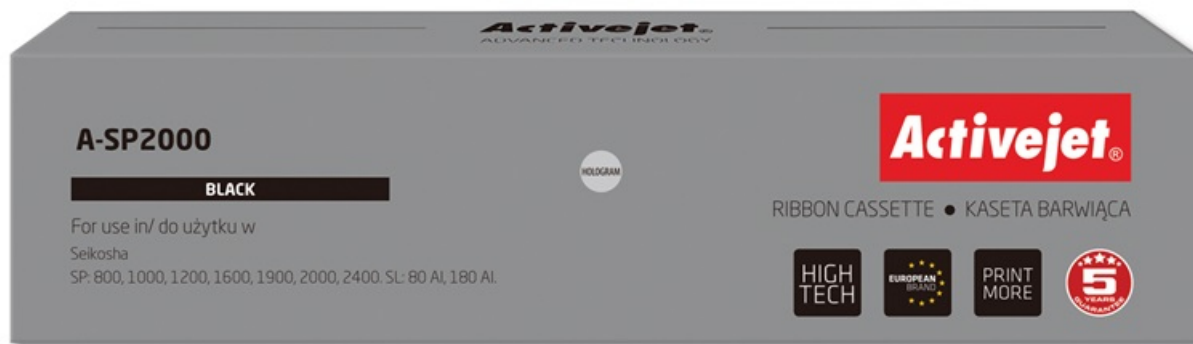 Activejet®
ADVANCED TECHNOLOGY
A-SP2000
BLACK
For use in/ do użytku w
Seikosha
SP: 800, 1000, 1200, 1600, 1900, 2000, 2400. SL: 80 AI, 180 AI.
HOLOGRAM
Activejet®
RIBBON CASSETTE ● KASETA BARWIĄCA
HIGH
TECH
EUROPEAN
BRAND
PRINT
MORE
5
YEARS
GUARANTEE